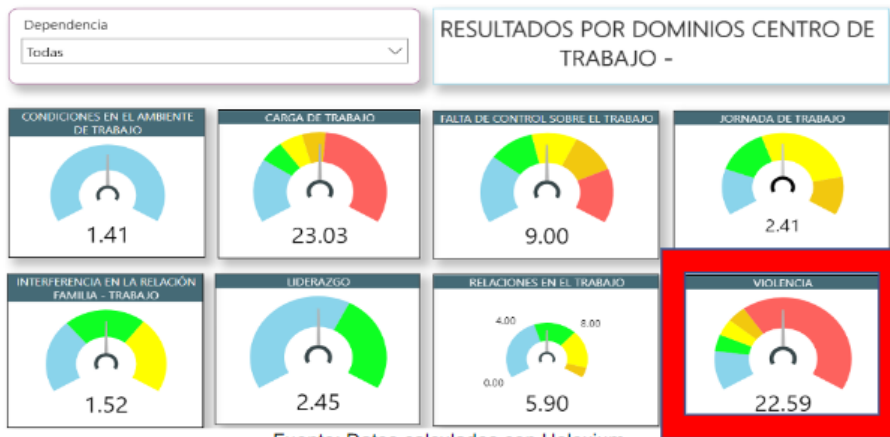 Dependencia
Todas
RESULTADOS POR DOMINIOS CENTRO DE
TRABAJO -
CONDICIONES EN EL AMBIENTE
DE TRABAJO
1.41
CARGA DE TRABAJO
23.03
FALTA DE CONTROL SOBRE EL TRABAJO
9.00
JORNADA DE TRABAJO
2.41
INTERFERENCIA EN LA RELACIÓN
FAMILIA - TRABAJO
1.52
LIDERAZGO
2.45
RELACIONES EN EL TRABAJO
4.00
8.00
0.00
5.90
VIOLENCIA
22.59